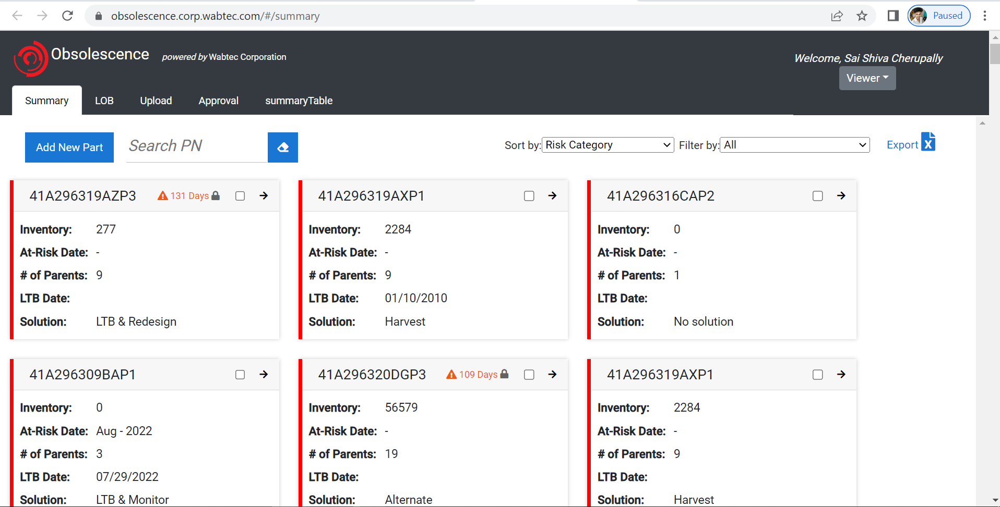 obsolescence.corp.wabtec.com/#/summary
Paused
Obsolescence powered by Wabtec Corporation
Welcome, Sai Shiva Cherupally
Viewer
Summary LOB Upload Approval summaryTable
Add New Part Search PN Sort by: Risk Category Filter by: All Export X
41A296319AZP3 131 Days
Inventory: 277
At-Risk Date: -
# of Parents: 9
LTB Date:
Solution: LTB & Redesign
41A296319AXP1
Inventory: 2284
At-Risk Date: -
# of Parents: 9
LTB Date: 01/10/2010
Solution: Harvest
41A296316CAP2
Inventory: 0
At-Risk Date: -
# of Parents: 1
LTB Date:
Solution: No solution
41A296309BAP1
Inventory: 0
At-Risk Date: Aug - 2022
# of Parents: 3
LTB Date: 07/29/2022
Solution: LTB & Monitor
41A296320DGP3 109 Days
Inventory: 56579
At-Risk Date: -
# of Parents: 19
LTB Date:
Solution: Alternate
41A296319AXP1
Inventory: 2284
At-Risk Date: -
# of Parents: 9
LTB Date:
Solution: Harvest